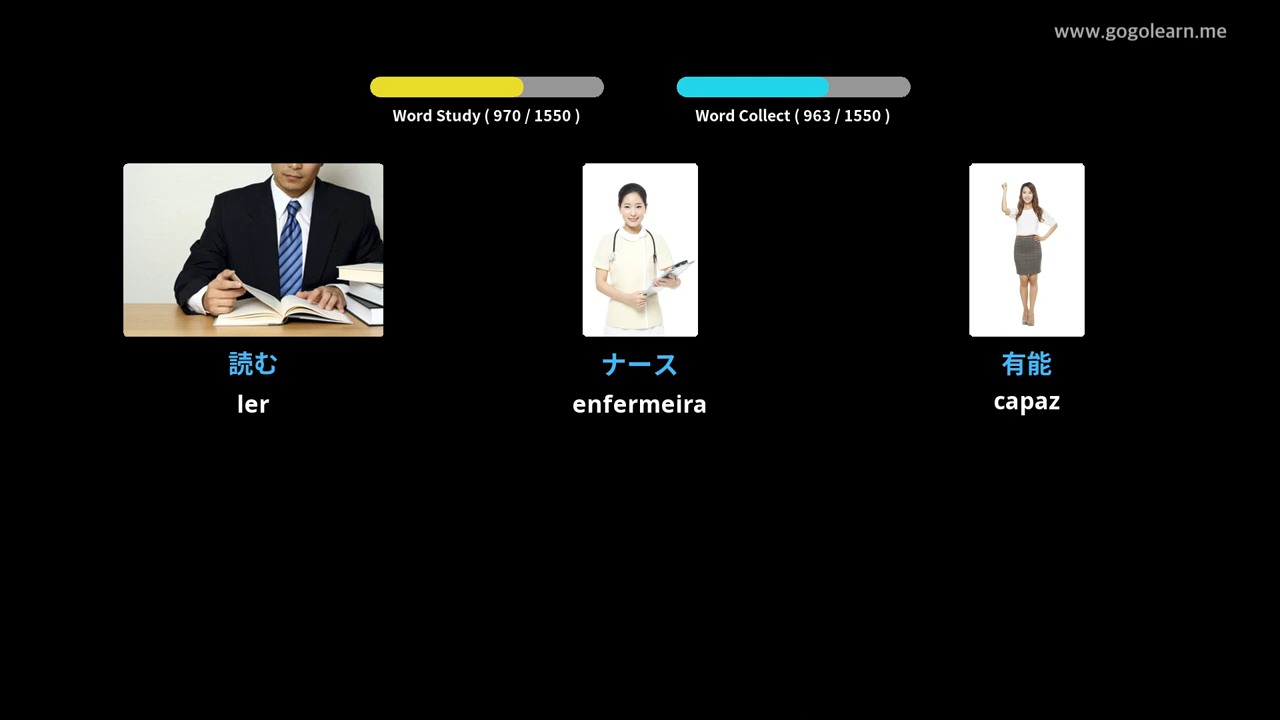 www.gogolearn.me
Word Study ( 970 / 1550 )
Word Collect ( 963 / 1550 )
読む
ナース
有能
ler
enfermeira
capaz